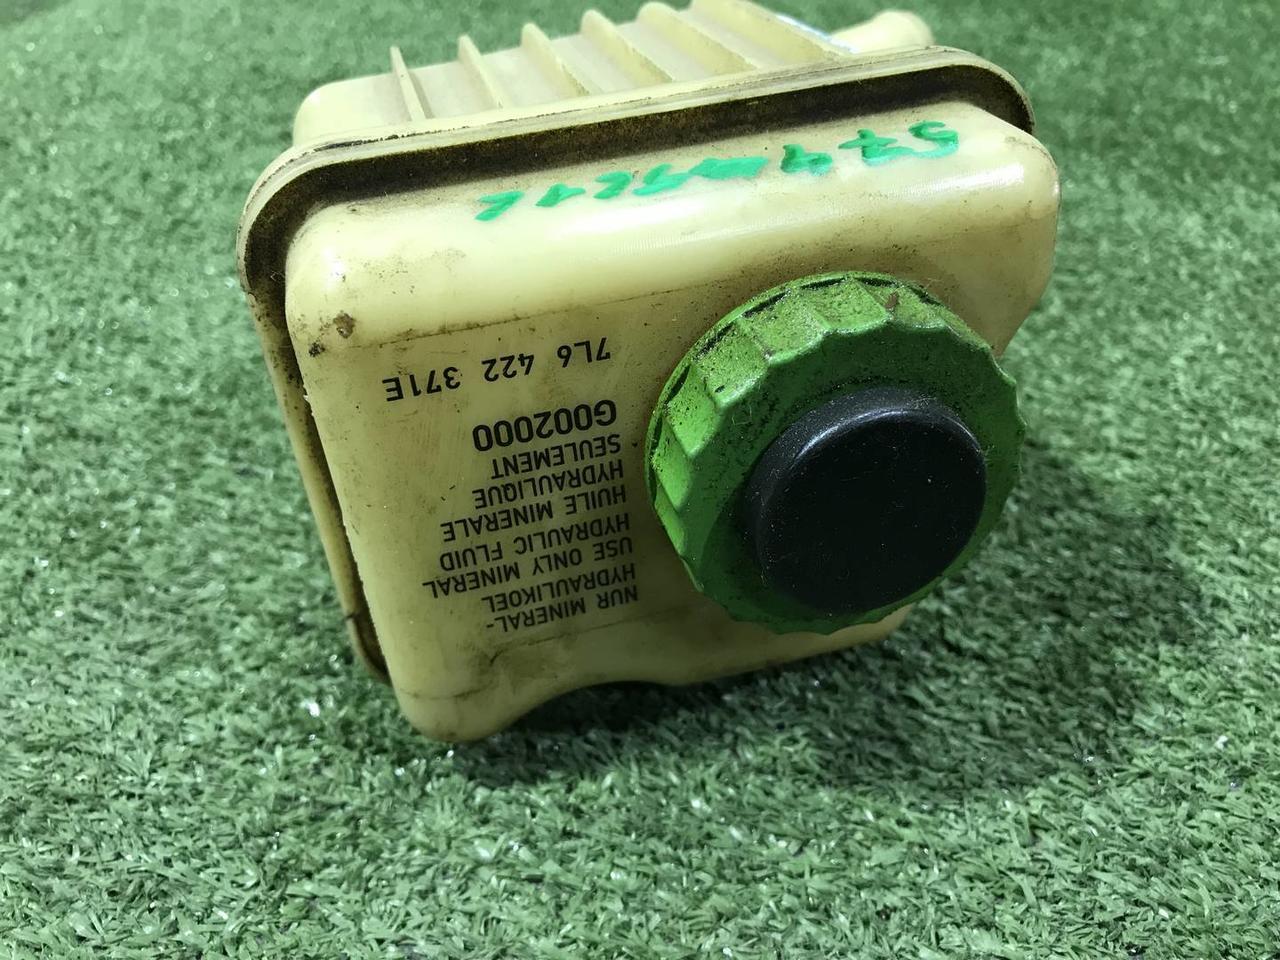 NUR MINERAL-
HYDRAULIKOEL
USE ONLY MINERAL
HYDRAULIC FLUID
HUILE MINERALE
HYDRAULIQUE
SEULEMENT
G002000
7L6 422 371E